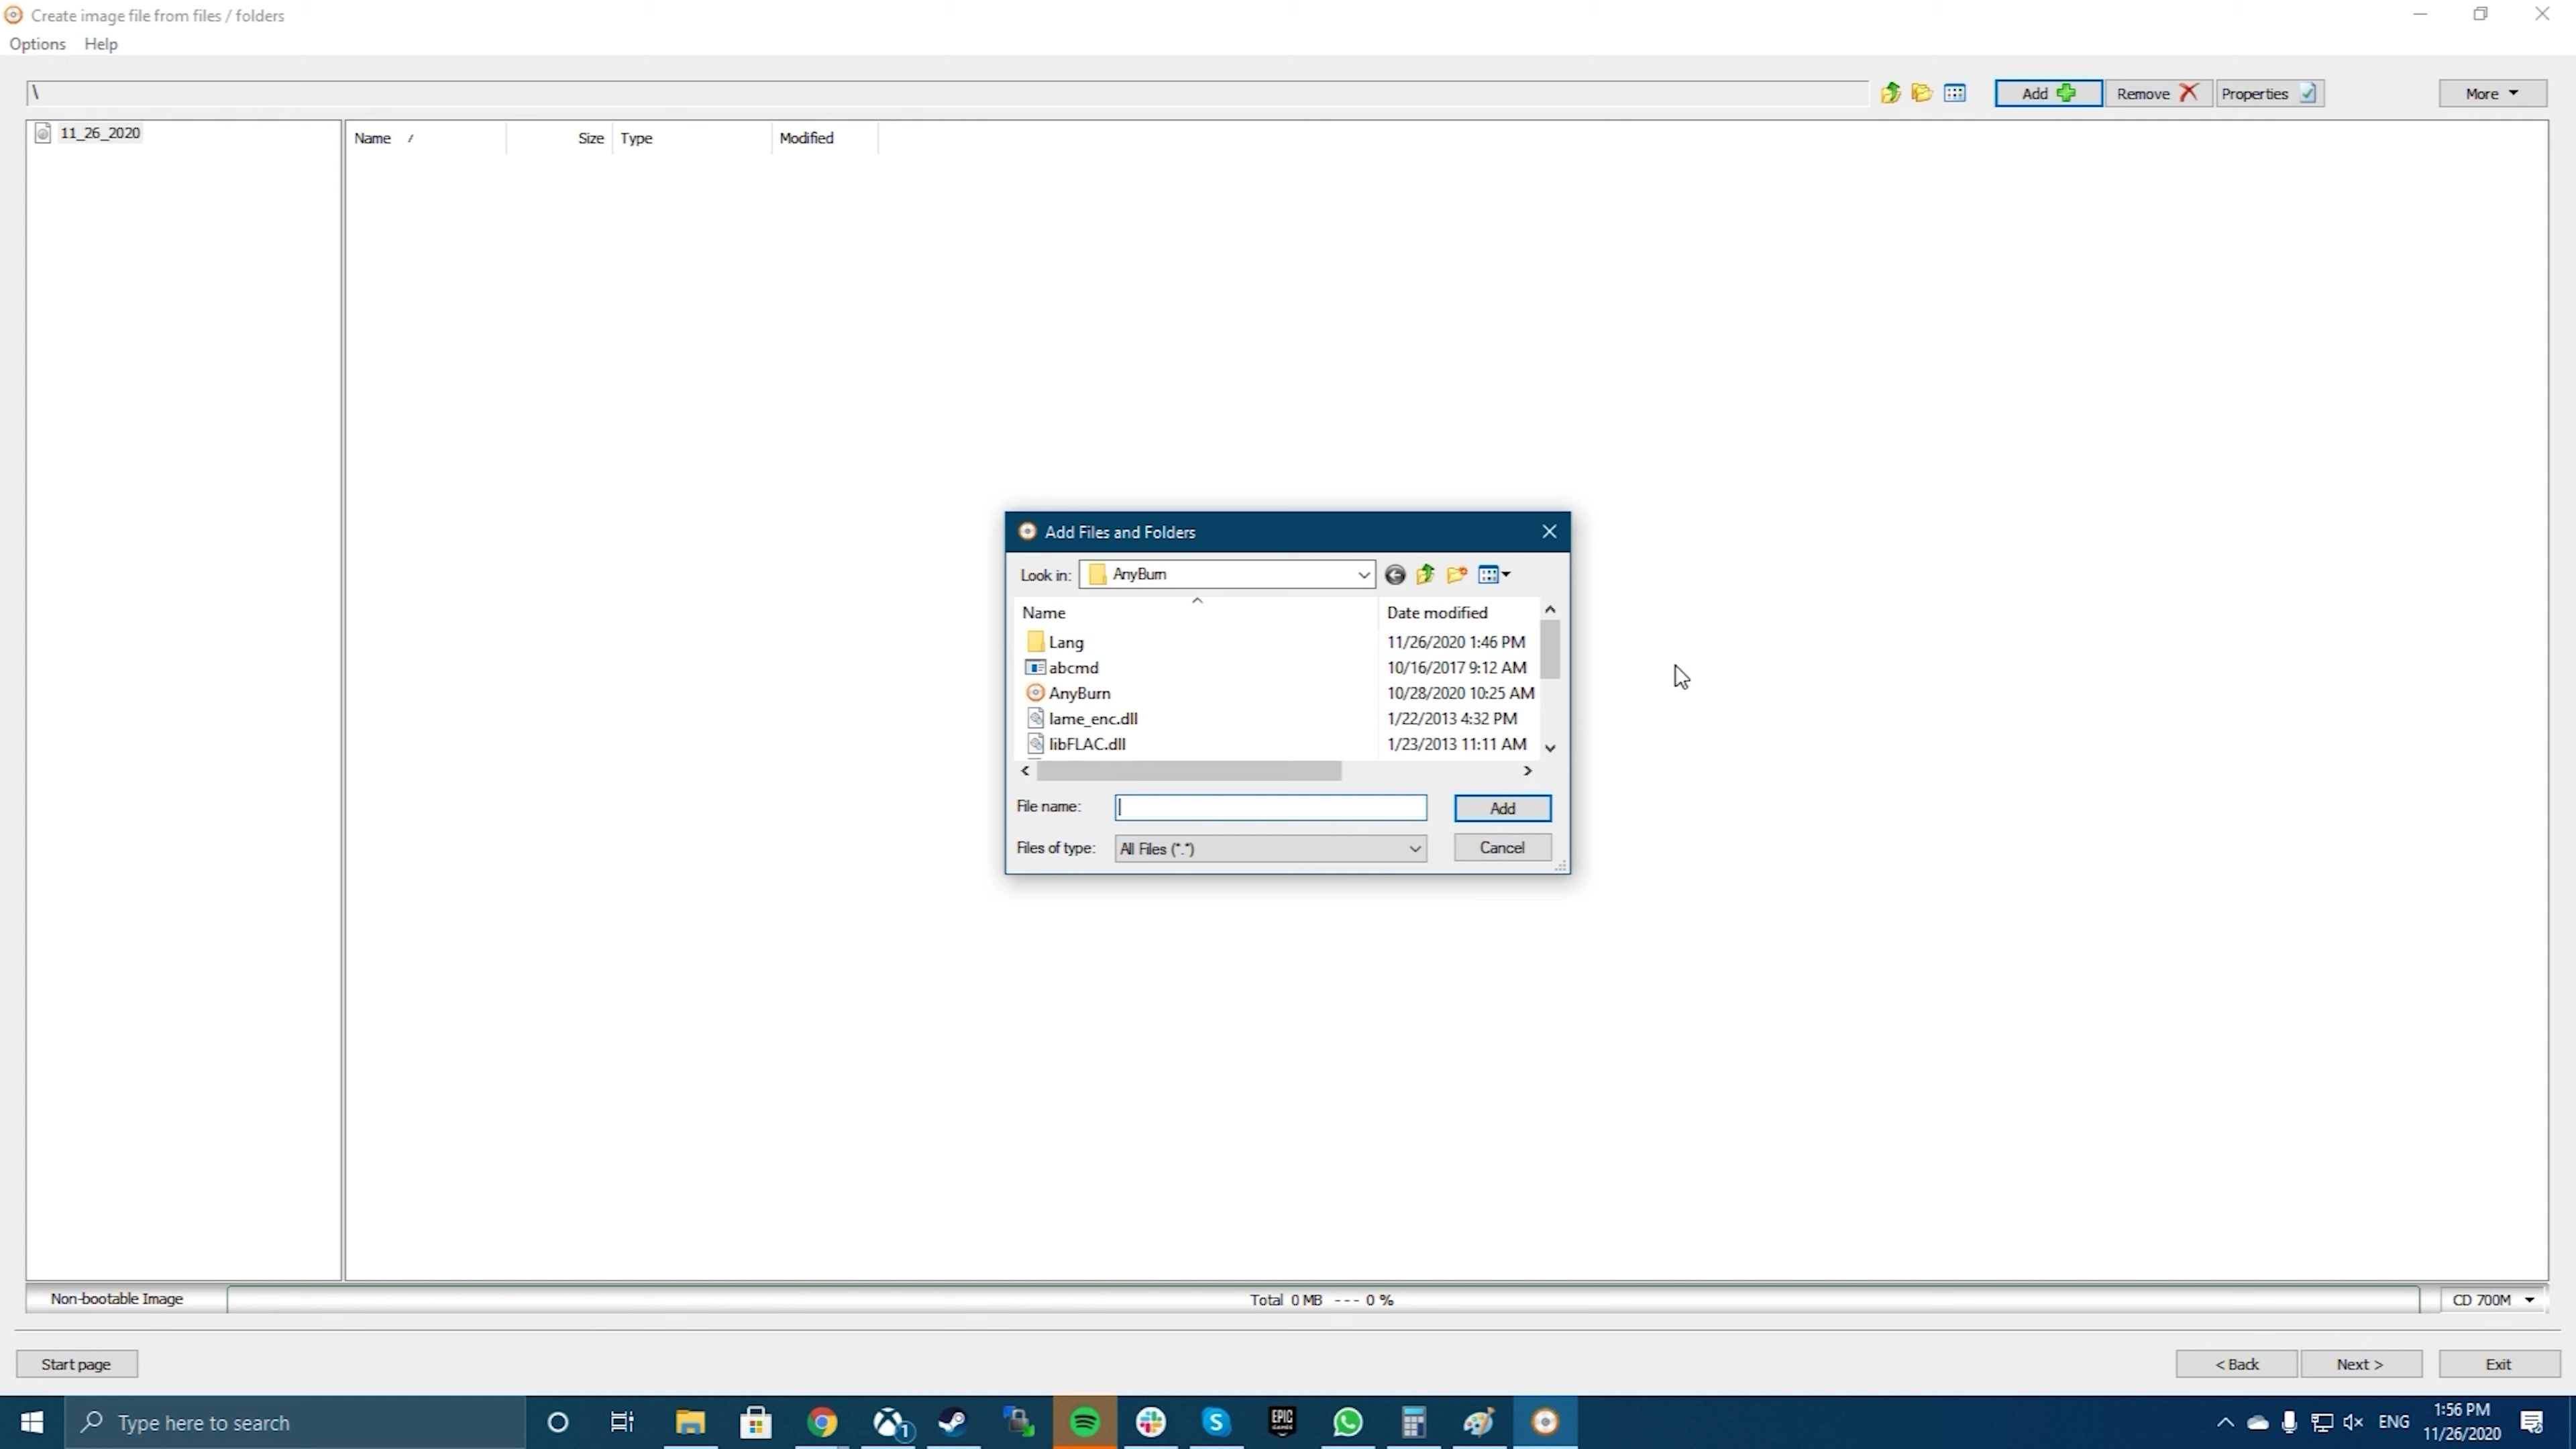 Create image file from files / folders
Options Help
\
Add Remove Properties More
11_26_2020
Name Size Type Modified
Add Files and Folders
Look in: AnyBurn
Name Date modified
Lang 11/26/2020 1:46 PM
abcmd 10/16/2017 9:12 AM
AnyBurn 10/28/2020 10:25 AM
lame_enc.dll 1/22/2013 4:32 PM
libFLAC.dll 1/23/2013 11:11 AM
File name: Add
Files of type: All Files (*.*) Cancel
Non-bootable Image Total 0 MB --- 0 % CD 700M
Start page < Back Next > Exit
Type here to search 1 S EPIC GAMES ENG 1:56 PM
11/26/2020